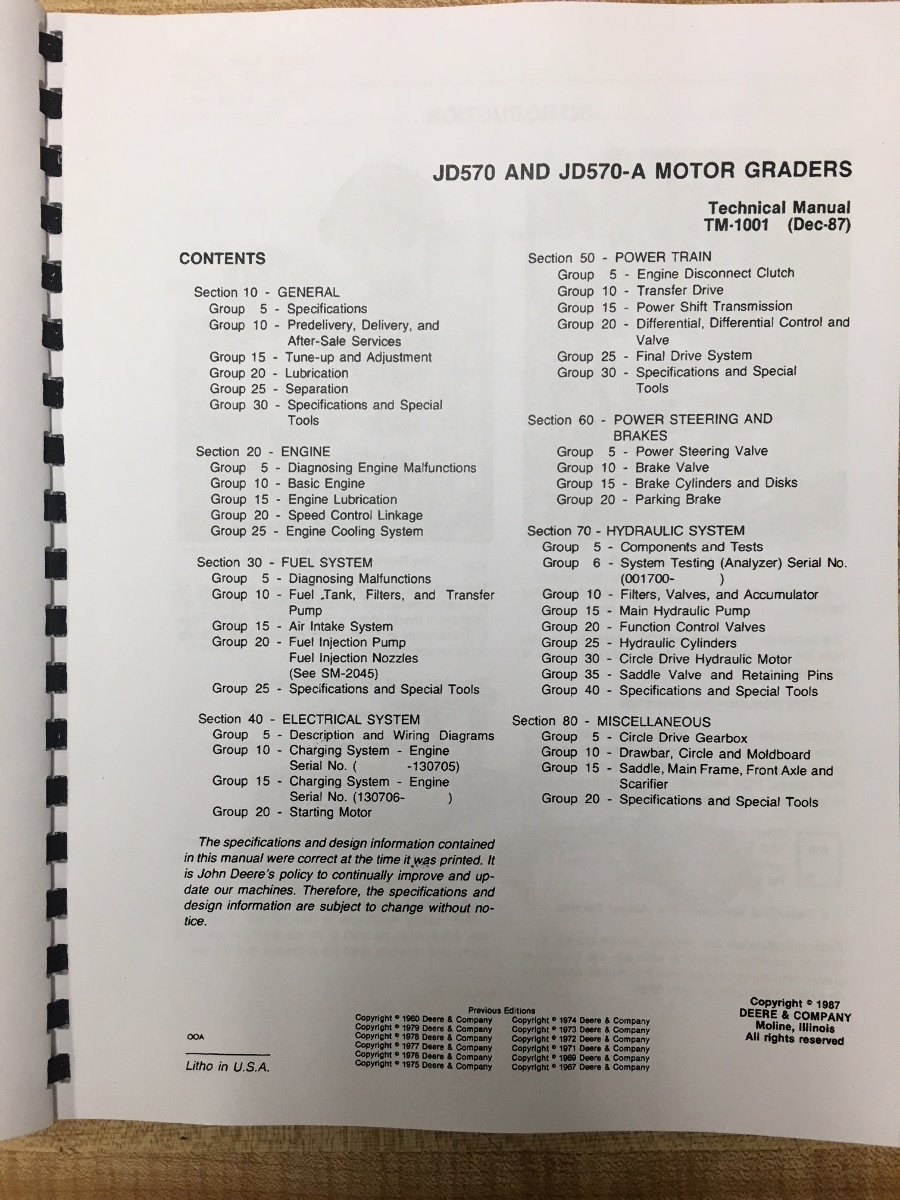 JD570 AND JD570-A MOTOR GRADERS
Technical Manual
TM-1001 (Dec-87)
CONTENTS
Section 10 - GENERAL
Group 5 - Specifications
Group 10 - Predelivery, Delivery, and
After-Sale Services
Group 15 - Tune-up and Adjustment
Group 20 - Lubrication
Group 25 - Separation
Group 30 - Specifications and Special
Tools
Section 20 - ENGINE
Group 5 - Diagnosing Engine Malfunctions
Group 10 - Basic Engine
Group 15 - Engine Lubrication
Group 20 - Speed Control Linkage
Group 25 - Engine Cooling System
Section 30 - FUEL SYSTEM
Group 5 - Diagnosing Malfunctions
Group 10 - Fuel Tank, Filters, and Transfer
Pump
Group 15 - Air Intake System
Group 20 - Fuel Injection Pump
Fuel Injection Nozzles
(See SM-2045)
Group 25 - Specifications and Special Tools
Section 40 - ELECTRICAL SYSTEM
Group 5 - Description and Wiring Diagrams
Group 10 - Charging System - Engine
Serial No. ( -130705)
Group 15 - Charging System - Engine
Serial No. (130706- )
Group 20 - Starting Motor
The specifications and design information contained
in this manual were correct at the time it was printed. It
is John Deere's policy to continually improve and up-
date our machines. Therefore, the specifications and
design information are subject to change without no-
tice.
Section 50 - POWER TRAIN
Group 5 - Engine Disconnect Clutch
Group 10 - Transfer Drive
Group 15 - Power Shift Transmission
Group 20 - Differential, Differential Control and
Valve
Group 25 - Final Drive System
Group 30 - Specifications and Special
Tools
Section 60 - POWER STEERING AND
BRAKES
Group 5 - Power Steering Valve
Group 10 - Brake Valve
Group 15 - Brake Cylinders and Disks
Group 20 - Parking Brake
Section 70 - HYDRAULIC SYSTEM
Group 5 - Components and Tests
Group 6 - System Testing (Analyzer) Serial No.
(001700- )
Group 10 - Filters, Valves, and Accumulator
Group 15 - Main Hydraulic Pump
Group 20 - Function Control Valves
Group 25 - Hydraulic Cylinders
Group 30 - Circle Drive Hydraulic Motor
Group 35 - Saddle Valve and Retaining Pins
Group 40 - Specifications and Special Tools
Section 80 - MISCELLANEOUS
Group 5 - Circle Drive Gearbox
Group 10 - Drawbar, Circle and Moldboard
Group 15 - Saddle, Main Frame, Front Axle and
Scarifier
Group 20 - Specifications and Special Tools
OOA
Litho in U.S.A.
Previous Editions
Copyright © 1980 Deere & Company
Copyright © 1979 Deere & Company
Copyright © 1978 Deere & Company
Copyright © 1977 Deere & Company
Copyright © 1976 Deere & Company
Copyright © 1975 Deere & Company
Copyright © 1974 Deere & Company
Copyright © 1973 Deere & Company
Copyright © 1972 Deere & Company
Copyright © 1971 Deere & Company
Copyright © 1969 Deere & Company
Copyright © 1967 Deere & Company
Copyright © 1987
DEERE & COMPANY
Moline, Illinois
All rights reserved